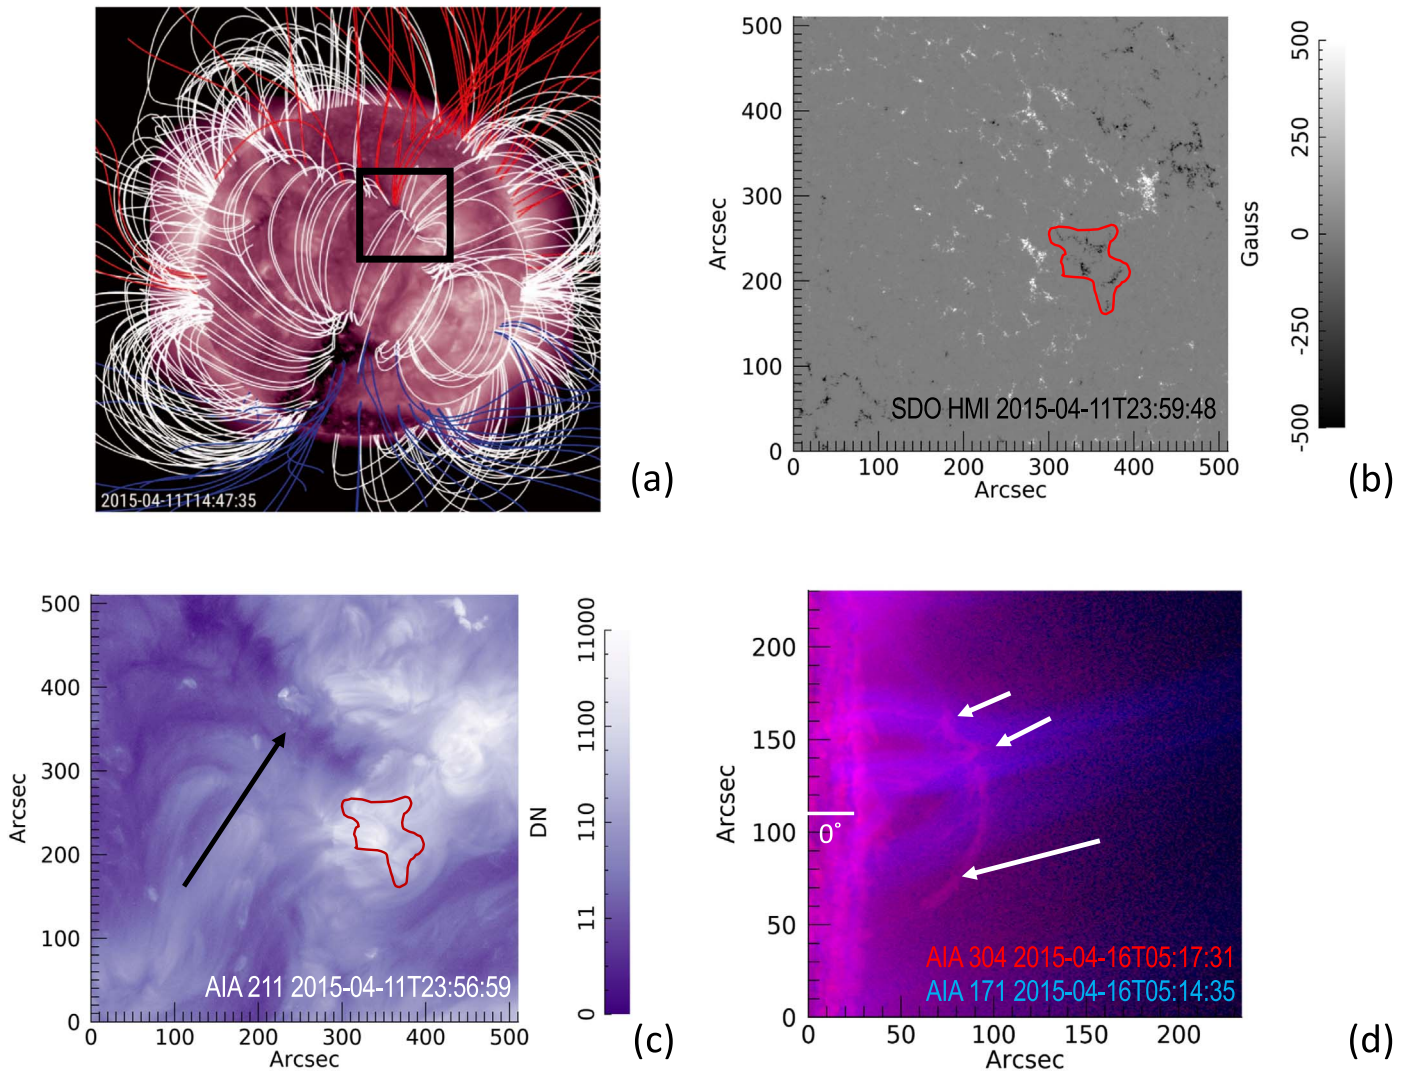 2015-04-11T14:47:35
(a)
500
400
300
200
100
0
Arcsec
SDO HMI 2015-04-11T23:59:48
0 100 200 300 400 500
Arcsec
500
250
0
-250
-500
Gauss
(b)
500
400
300
200
100
0
Arcsec
AIA 211 2015-04-11T23:56:59
0 100 200 300 400 500
Arcsec
11000
1100
110
11
0
DN
(c)
200
150
100
50
0
Arcsec
0°
AIA 304 2015-04-16T05:17:31
AIA 171 2015-04-16T05:14:35
0 50 100 150 200
Arcsec
(d)